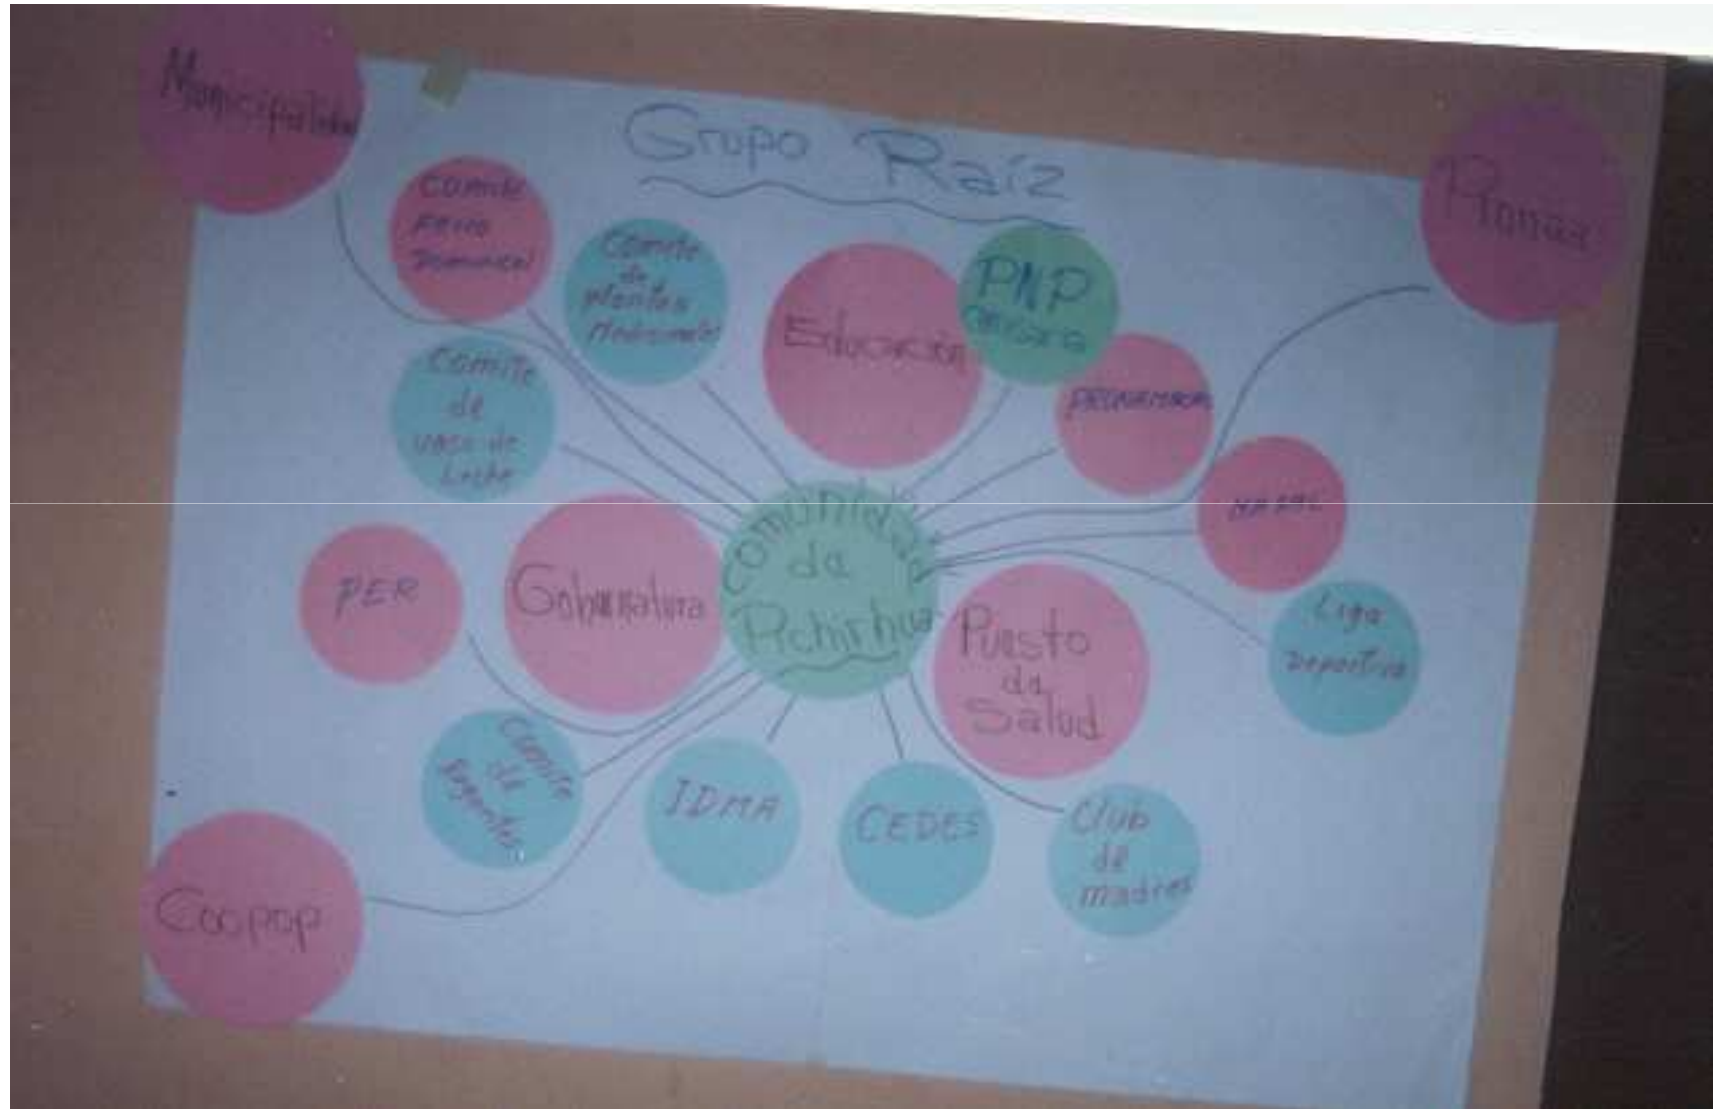 Grupo Raíz
Municipalidad
Comite
Feria
Dominical
Comite
de
plantas
Medicinales
Educación
PNP
Comite
de
vaso de
Leche
PER
Gobernatura
Comunidad
de
Pichirhua
Puesto
de
Salud
Liga
Deportiva
Comite
de
Regantes
IDMA
CEDES
Club
de
madres
Coopop